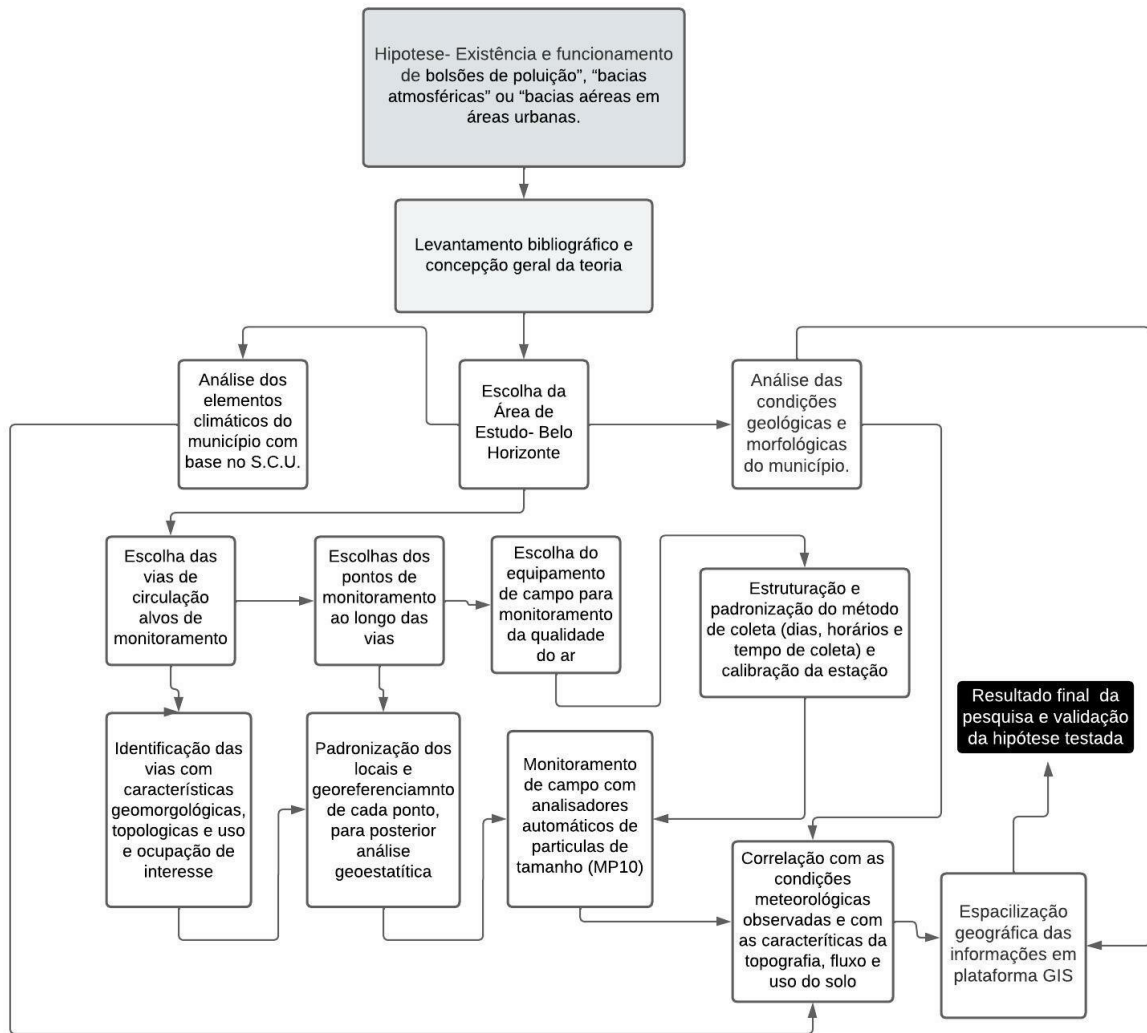 Hipotese- Existência e funcionamento
de bolsões de poluição”, “bacias
atmosféricas” ou “bacias aéreas em
áreas urbanas.
Levantamento bibliográfico e
concepção geral da teoria
Análise dos
elementos
climáticos do
município com
base no S.C.U.
Escolha da
Área de
Estudo- Belo
Horizonte
Análise das
condições
geológicas e
morfológicas
do município.
Escolha das
vias de
circulação
alvos de
monitoramento
Escolhas dos
pontos de
monitoramento
ao longo das
vias
Escolha do
equipamento
de campo para
monitoramento
da qualidade
do ar
Estruturação e
padronização do método
de coleta (dias, horários e
tempo de coleta) e
calibração da estação
Identificação das
vias com
características
geomorgológicas,
topologicas e uso
e ocupação de
interesse
Padronização dos
locais e
georeferenciamnto
de cada ponto,
para posterior
análise
geoestatítica
Monitoramento
de campo com
analisadores
automáticos de
particulas de
tamanho (MP10)
Correlação com as
condições
meteorológicas
observadas e com
as caracteríticas da
topografia, fluxo e
uso do solo
Espacilização
geográfica das
informações em
plataforma GIS
Resultado final da
pesquisa e validação
da hipótese testada